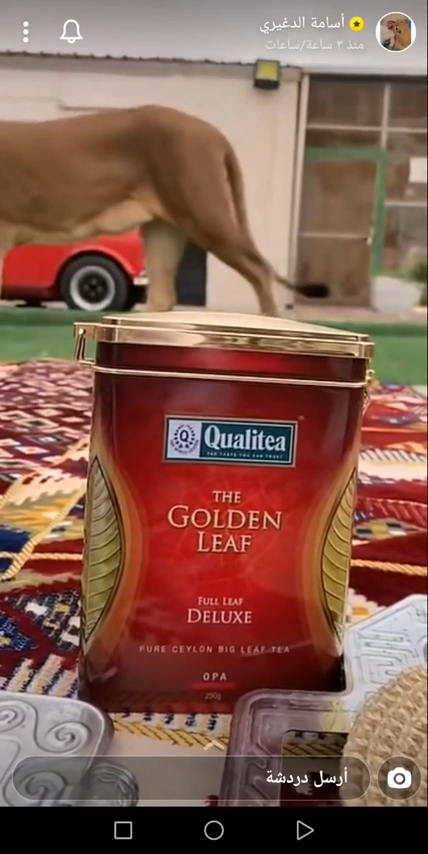 أسامة الدغيري
منذ ٣ ساعة/ساعات
Qualitea
THE TASTE YOU CAN TRUST
THE
GOLDEN
LEAF
FULL LEAF
DELUXE
PURE CEYLON BIG LEAF TEA
OPA
250g
أرسل دردشة